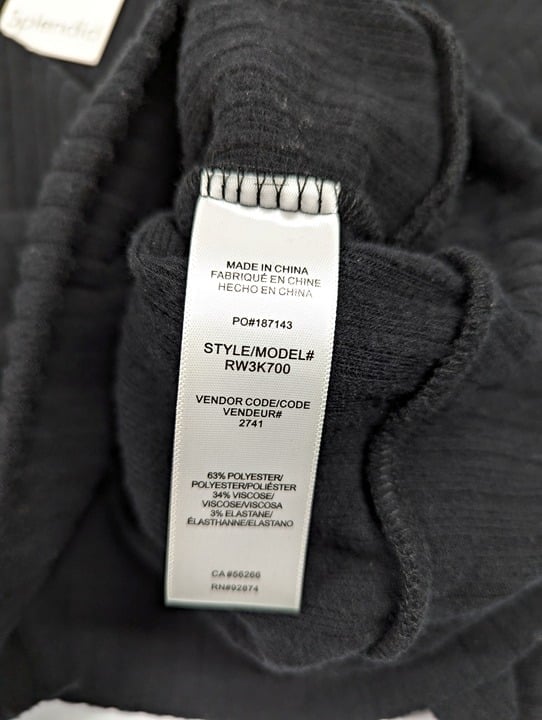 Splendid
MADE IN CHINA
FABRIQUÉ EN CHINE
HECHO EN CHINA
PO#187143
STYLE/MODEL#
RW3K700
VENDOR CODE/CODE
VENDEUR#
2741
63% POLYESTER/
POLYESTER/POLIÉSTER
34% VISCOSE/
VISCOSE/VISCOSA
3% ELASTANE/
ÉLASTHANNE/ELASTANO
CA#56266
RN#92874